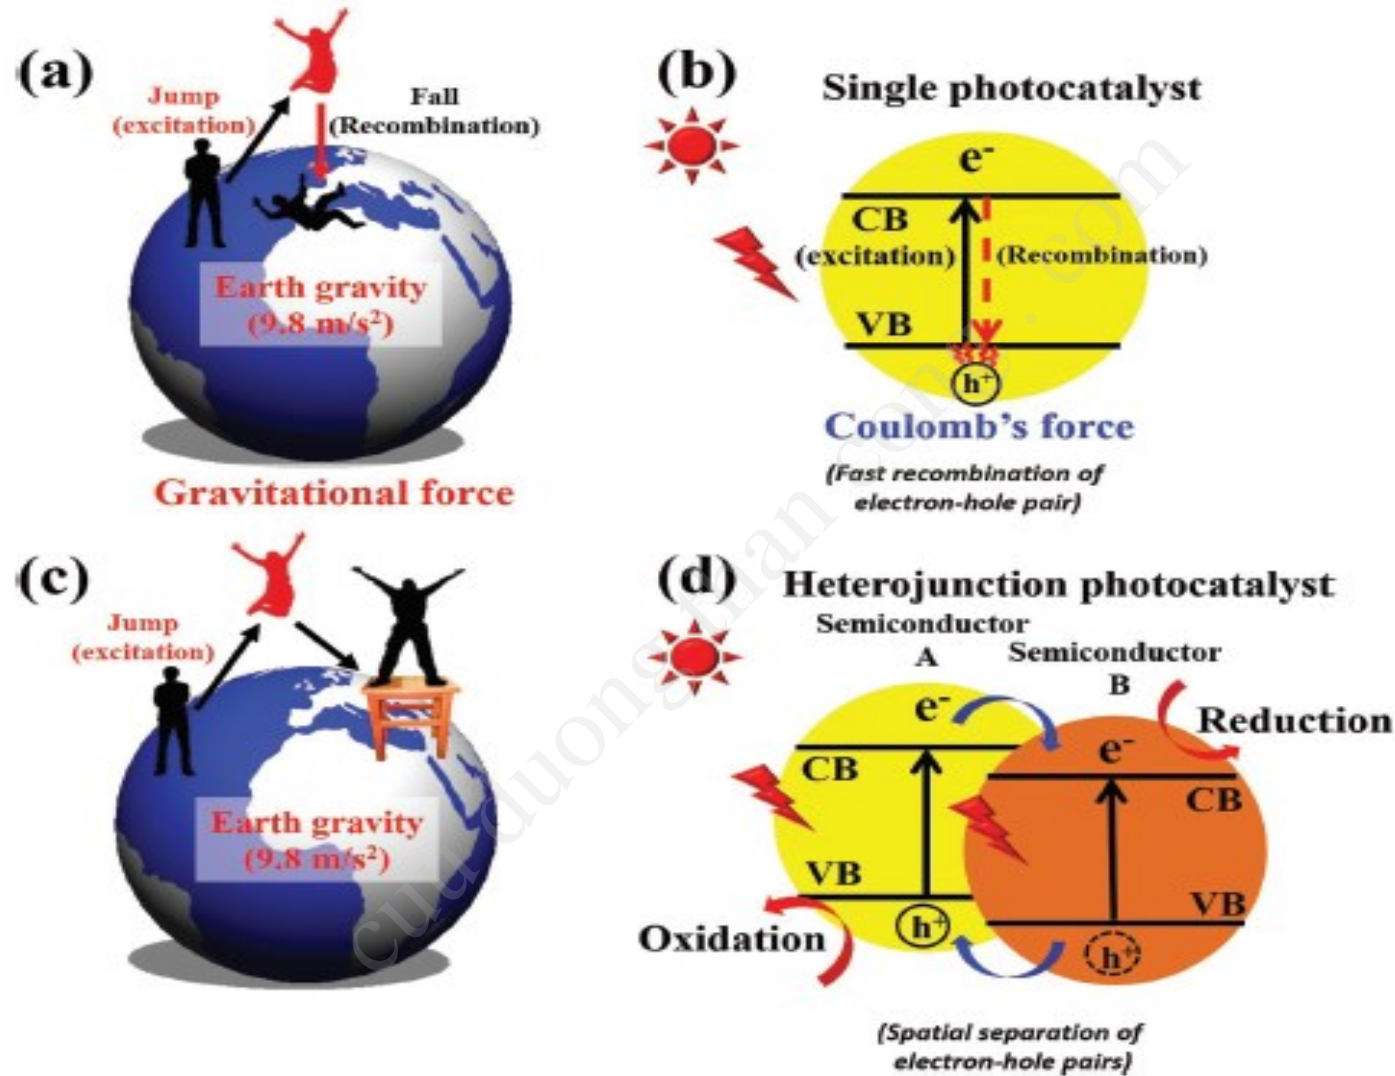 (a)
Jump
(excitation)
Fall
(Recombination)
Earth gravity
(9.8 m/s²)
Gravitational force
(b)
Single photocatalyst
e⁻
CB
(excitation)
(Recombination)
VB
h⁺
Coulomb's force
(Fast recombination of
electron-hole pair)
(c)
Jump
(excitation)
Earth gravity
(9.8 m/s²)
(d)
Heterojunction photocatalyst
Semiconductor
A
Semiconductor
B
e⁻
Reduction
e⁻
CB
CB
VB
VB
Oxidation
h⁺
h⁺
(Spatial separation of
electron-hole pairs)